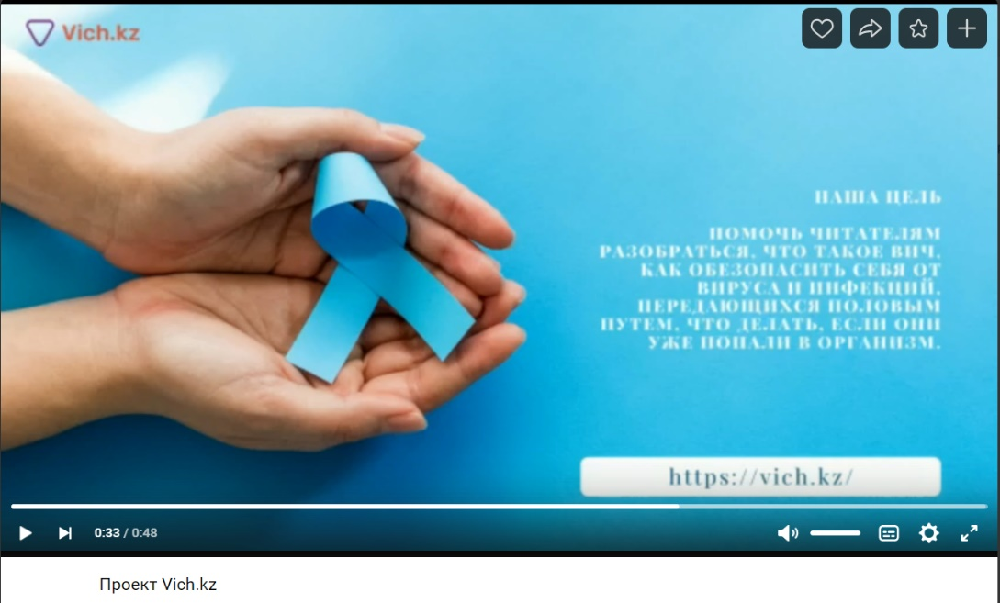 Vich.kz
НАША ЦЕЛЬ
ПОМОЧЬ ЧИТАТЕЛЯМ
РАЗОБРАТЬСЯ, ЧТО ТАКОЕ ВИЧ,
КАК ОБЕЗОПАСИТЬ СЕБЯ ОТ
ВИРУСА И ИНФЕКЦИЙ,
ПЕРЕДАЮЩИХСЯ ПОЛОВЫМ
ПУТЕМ, ЧТО ДЕЛАТЬ, ЕСЛИ ОНИ
УЖЕ ПОПАЛИ В ОРГАНИЗМ.
https://vich.kz/
0:33 / 0:48
Проект Vich.kz